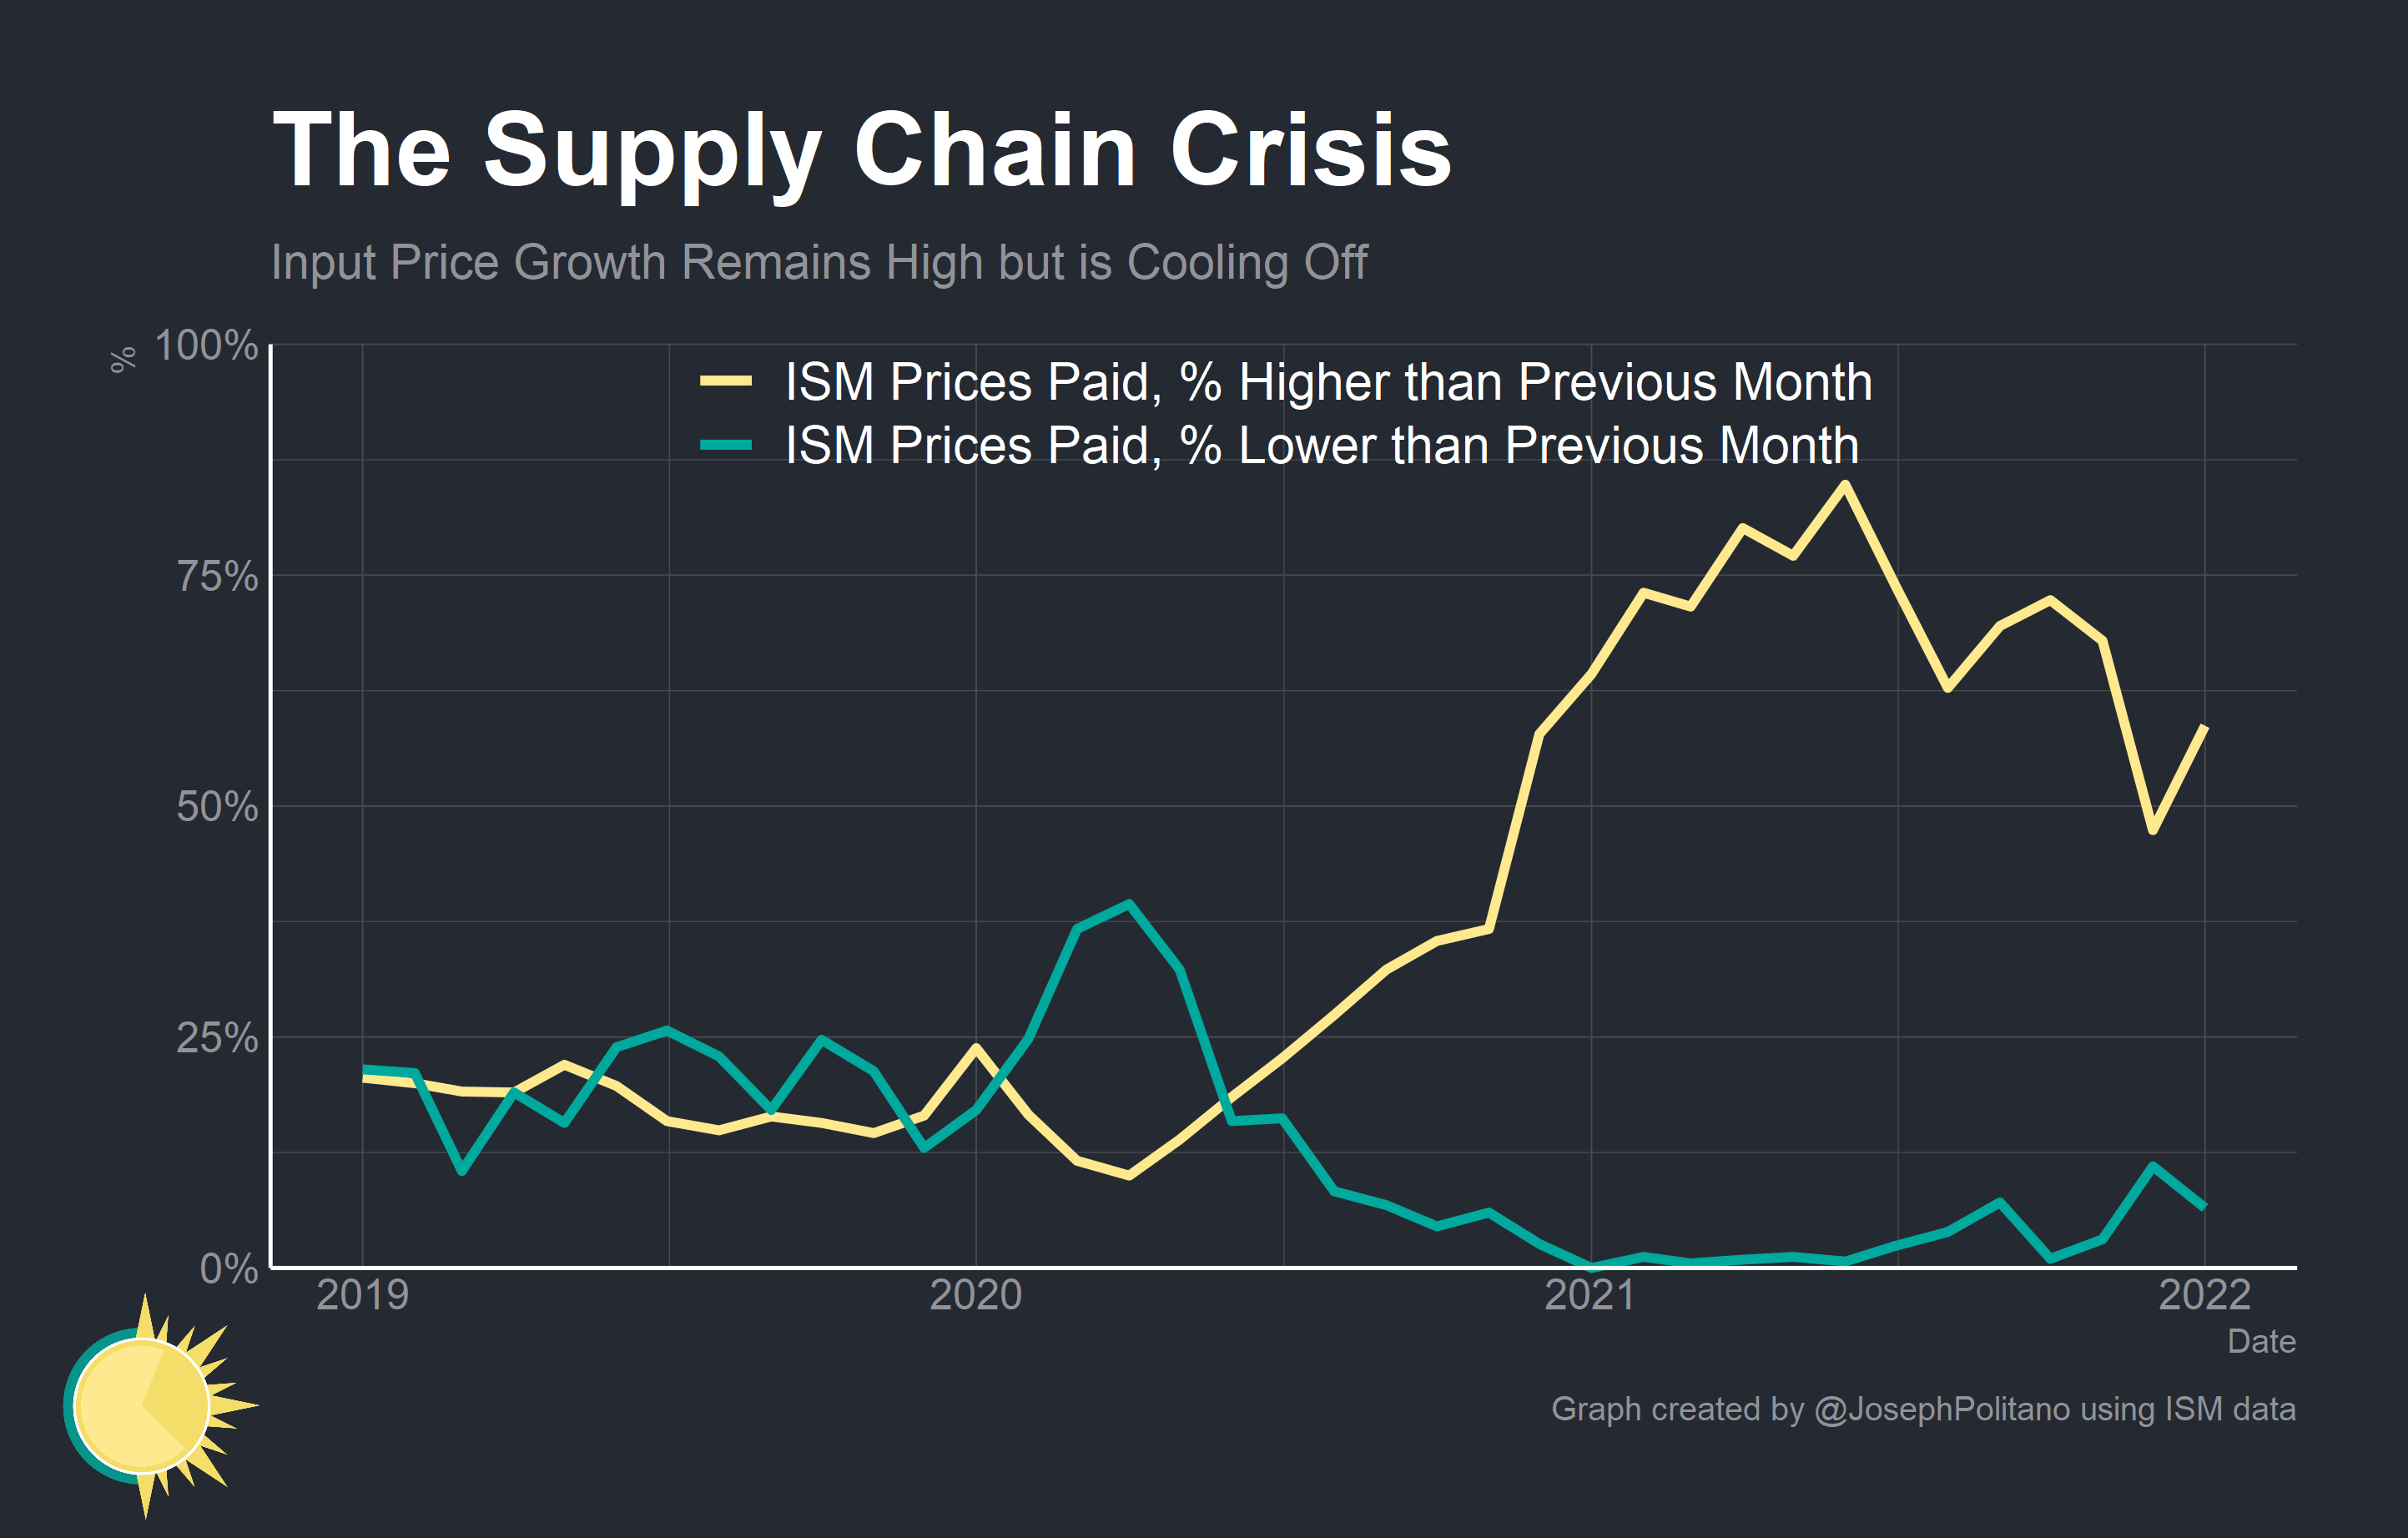 The Supply Chain Crisis
Input Price Growth Remains High but is Cooling Off
%
100%
ISM Prices Paid, % Higher than Previous Month
ISM Prices Paid, % Lower than Previous Month
75%
50%
25%
0%
2019 2020 2021 2022
Date
Graph created by @JosephPolitano using ISM data